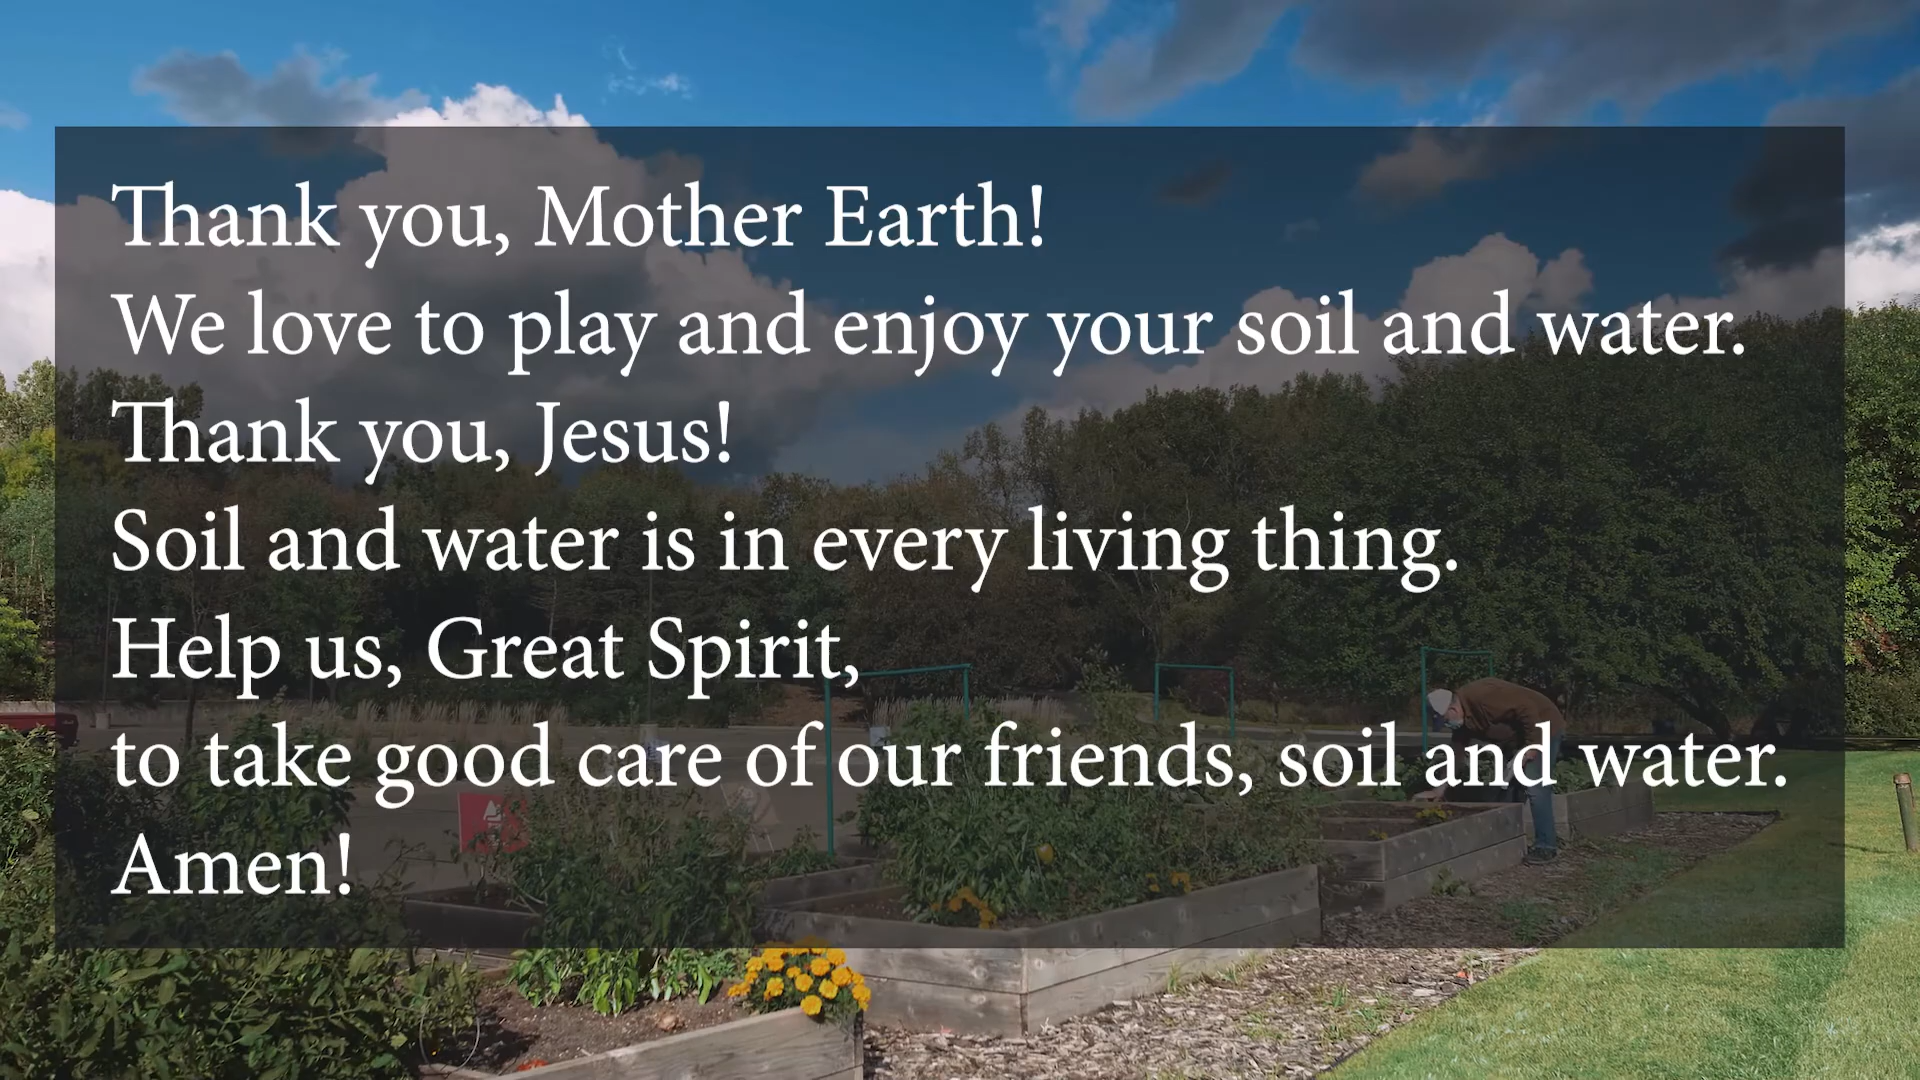 Thank you, Mother Earth!
We love to play and enjoy your soil and water.
Thank you, Jesus!
Soil and water is in every living thing.
Help us, Great Spirit,
to take good care of our friends, soil and water.
Amen!